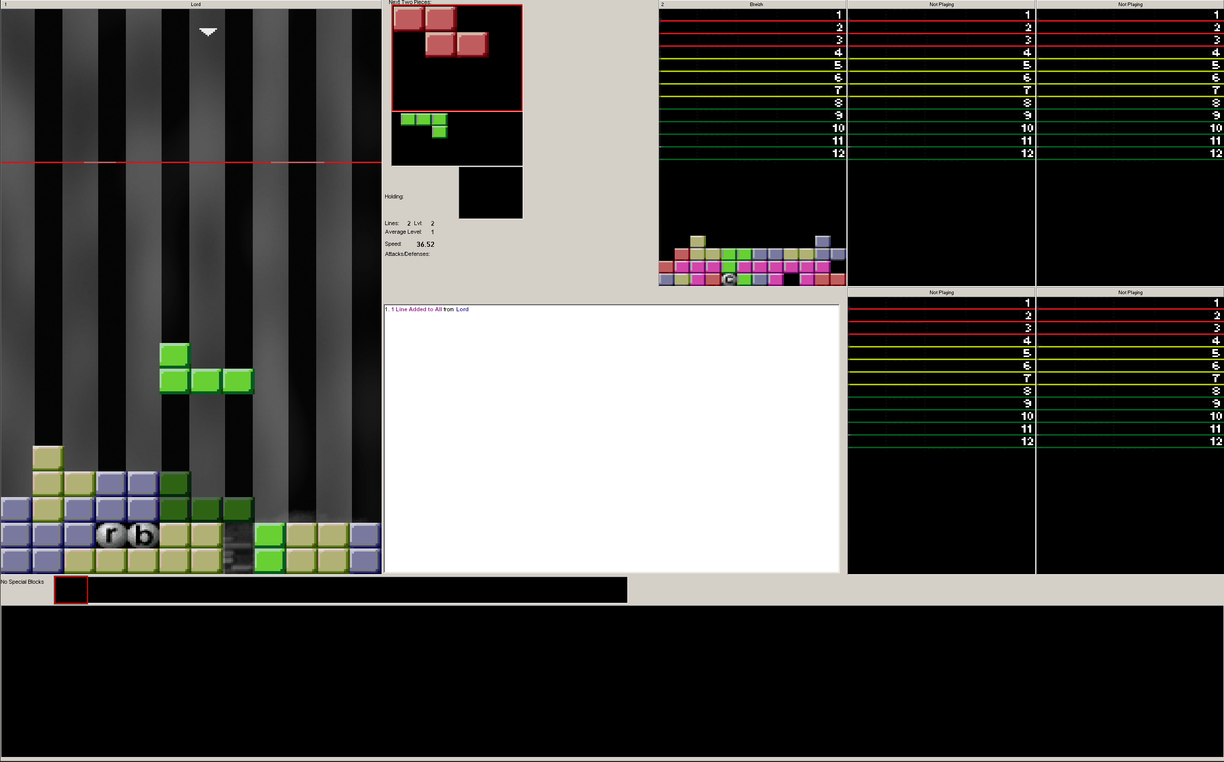 1
Lord
Next Two Pieces:
Holding:
Lines: 2 Lvl: 2
Average Level: 1
Speed: 36.52
Attacks/Defenses:
1. 1 Line Added to All from Lord
r b
No Special Blocks
2
Not Playing
Not Playing
1 1 1
2 2 2
3 3 3
4 4 4
5 5 5
6 6 6
7 7 7
8 8 8
9 9 9
10 10 10
11 11 11
12 12 12
Not Playing
Not Playing
1 1
2 2
3 3
4 4
5 5
6 6
7 7
8 8
9 9
10 10
11 11
12 12